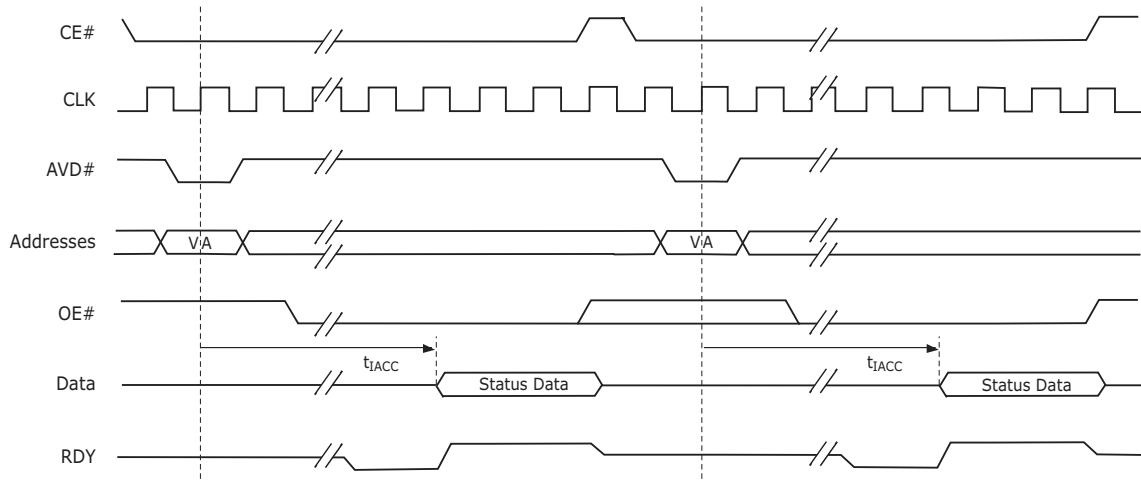 CE#
CLK
AVD#
Addresses
VA
VA
OE#
tIACC
tIACC
Data
Status Data
Status Data
RDY